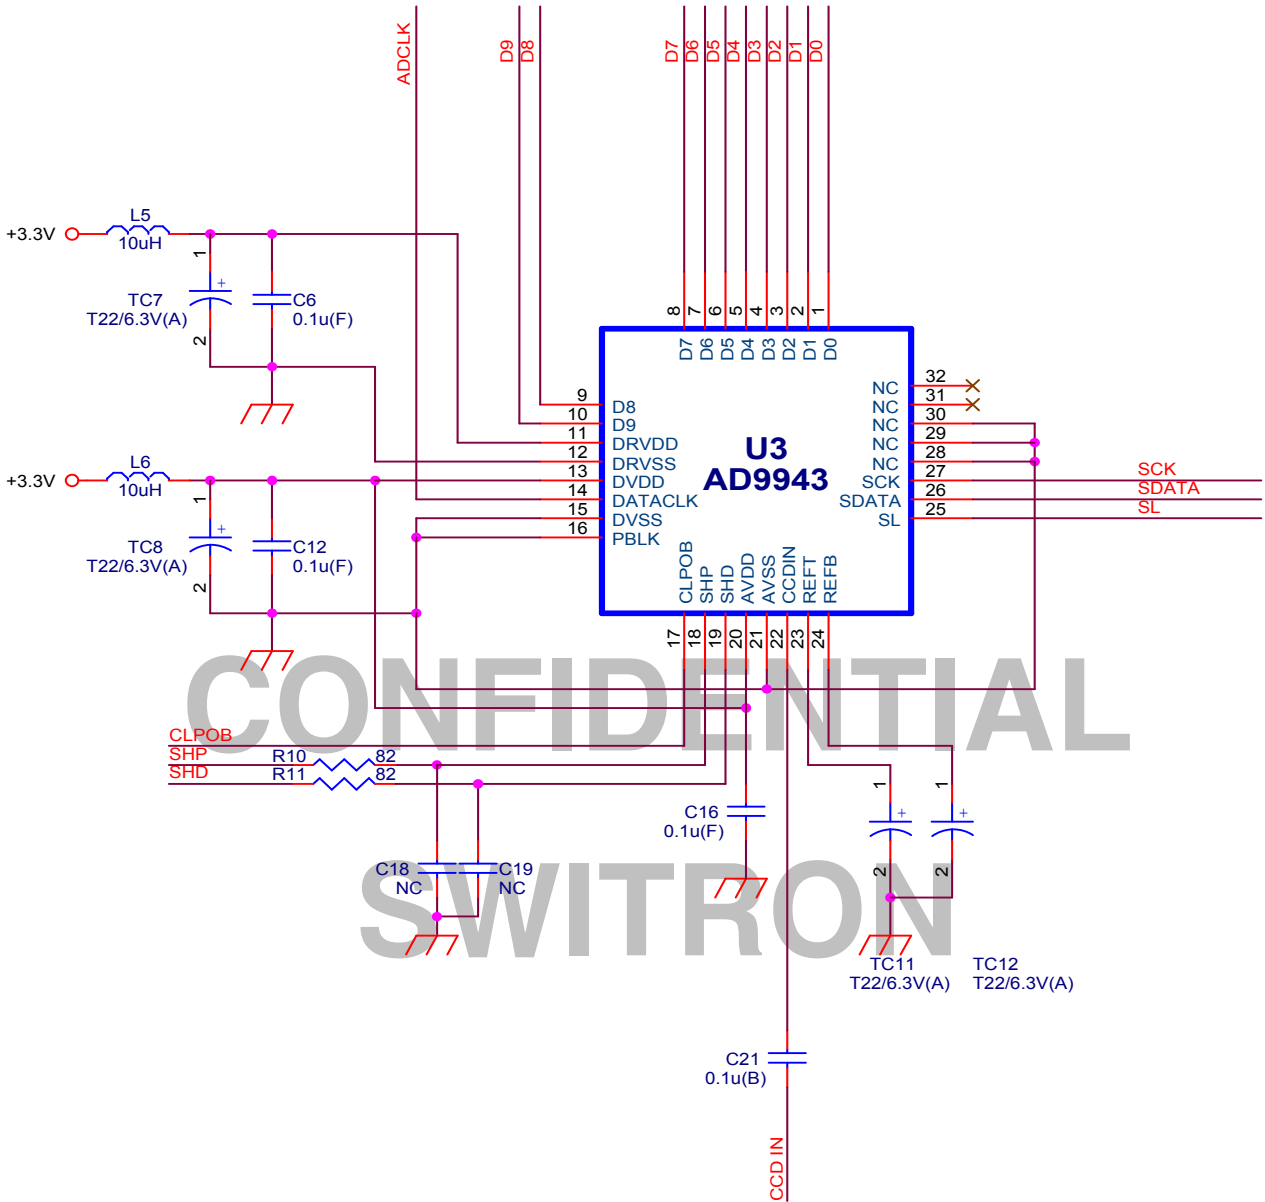 ADCLK
D9
D8
D7
D6
D5
D4
D3
D2
D1
D0
+3.3V
L5
10uH
1
TC7
T22/6.3V(A)
+
2
C6
0.1u(F)
+3.3V
L6
10uH
1
TC8
T22/6.3V(A)
+
2
C12
0.1u(F)
8
7
6
5
4
3
2
1
D7
D6
D5
D4
D3
D2
D1
D0
9
10
11
12
13
14
15
16
D8
D9
DRVDD
DRVSS
DVDD
DATACLK
DVSS
PBLK
U3
AD9943
NC
NC
NC
NC
NC
SCK
SDATA
SL
32
31
30
29
28
27
26
25
SCK
SDATA
SL
CLPOB
SHP
SHD
AVDD
AVSS
CCDIN
REFT
REFB
17
18
19
20
21
22
23
24
CONFIDENTIAL
CLPOB
SHP
R10
82
SHD
R11
82
C16
0.1u(F)
1
+
2
1
+
2
C18
NC
C19
NC
SWITRON
TC11
T22/6.3V(A)
TC12
T22/6.3V(A)
C21
0.1u(B)
CCD IN